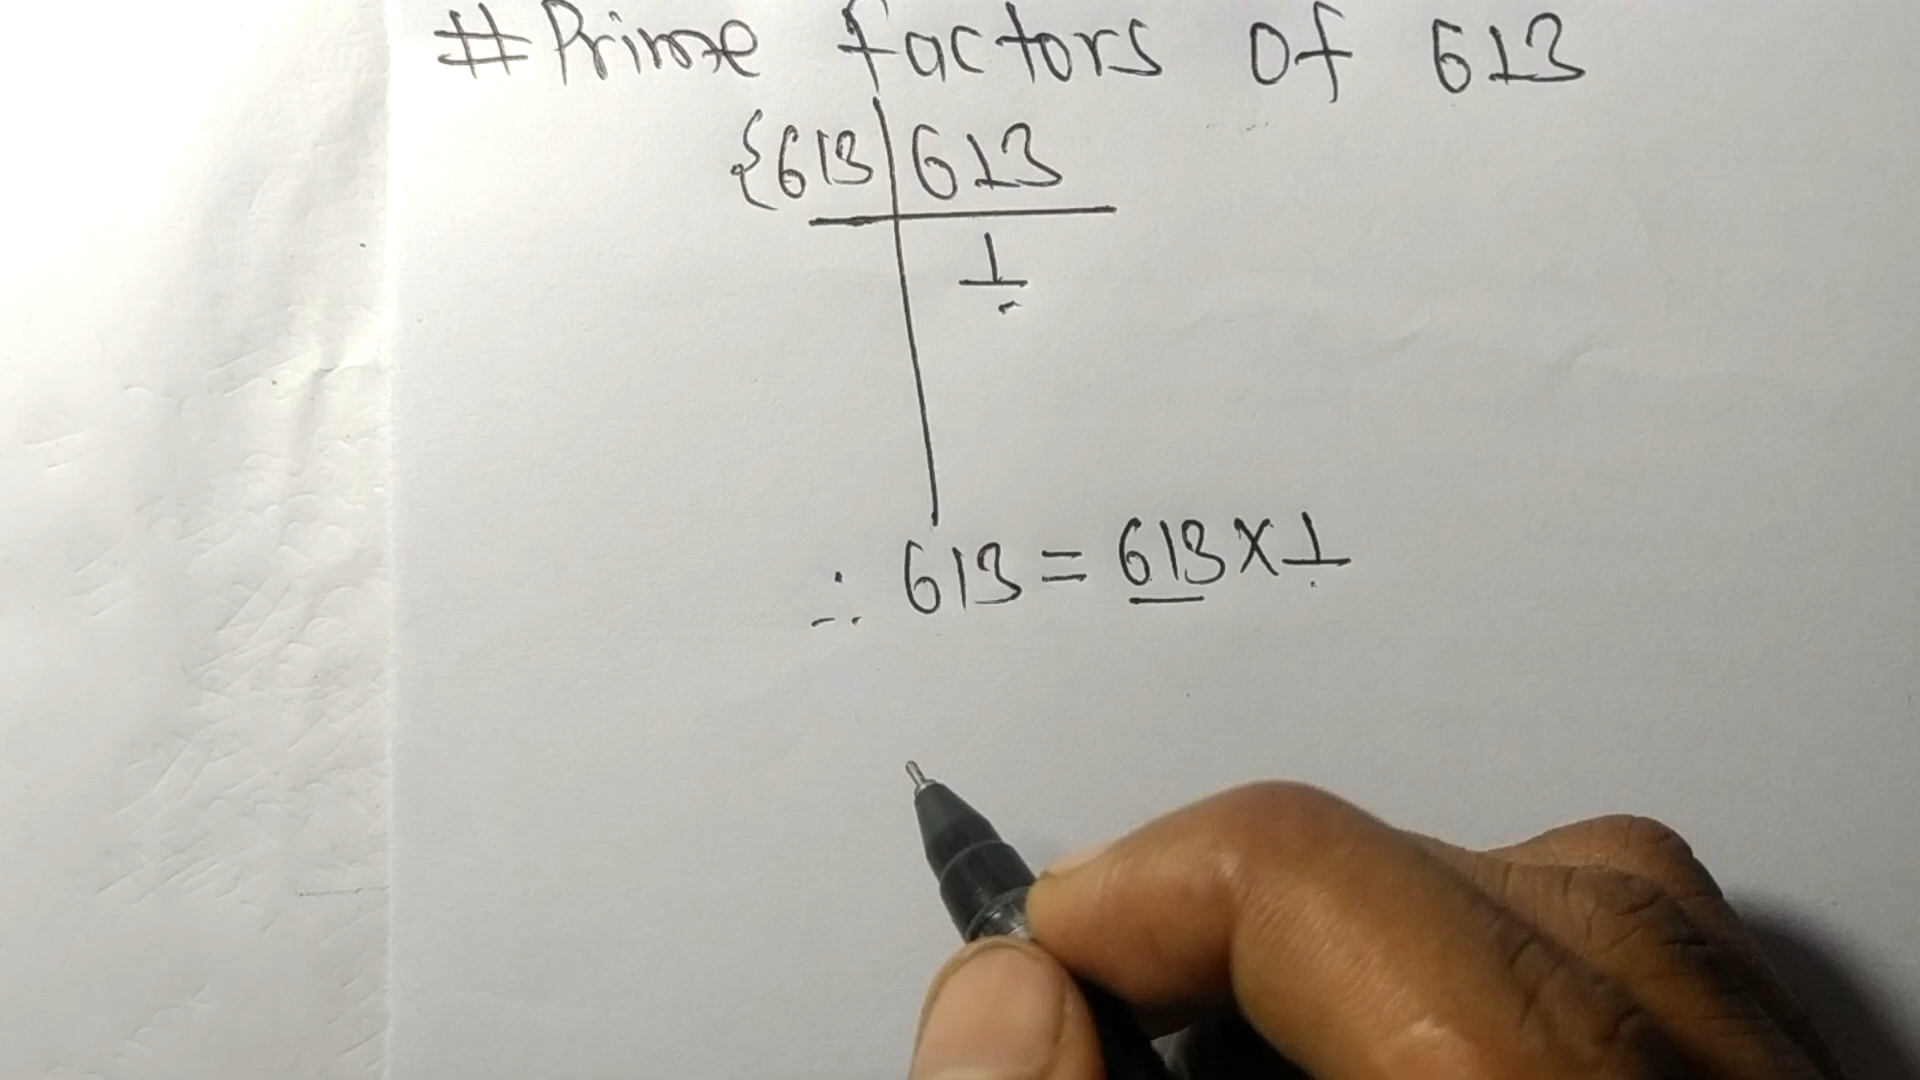 #Prime factors of 613
{613|613
1
∴ 613 = 613×1